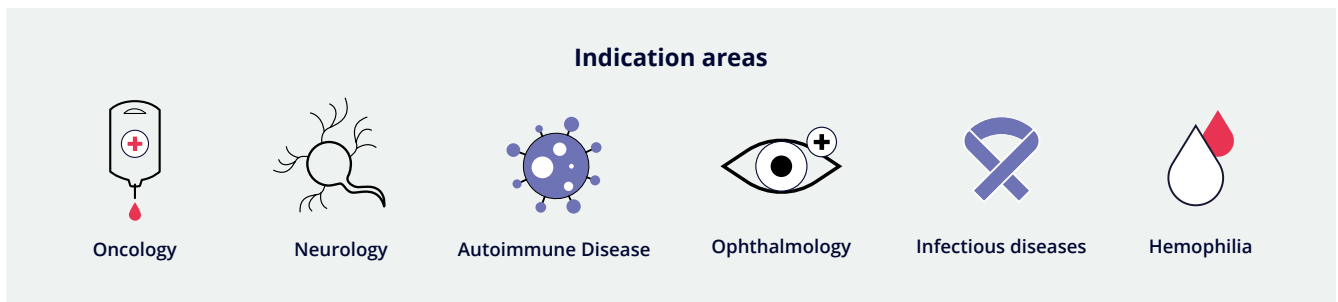 Indication areas
Oncology
Neurology
Autoimmune Disease
Ophthalmology
Infectious diseases
Hemophilia